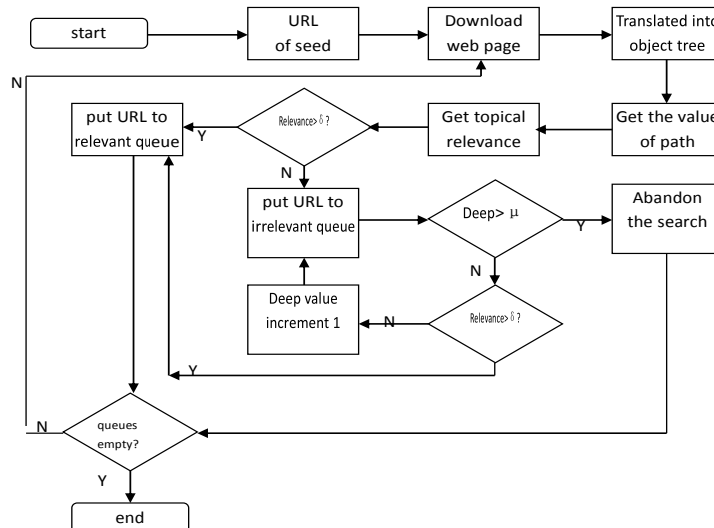 start
URL
of seed
Download
web page
Translated into
object tree
N
put URL to
relevant queue
Y
Relevance> δ ?
Get topical
relevance
Get the value
of path
N
put URL to
irrelevant queue
Deep> μ
Y
Abandon
the search
N
Deep value
increment 1
N
Relevance> δ ?
Y
N
queues
empty?
Y
end